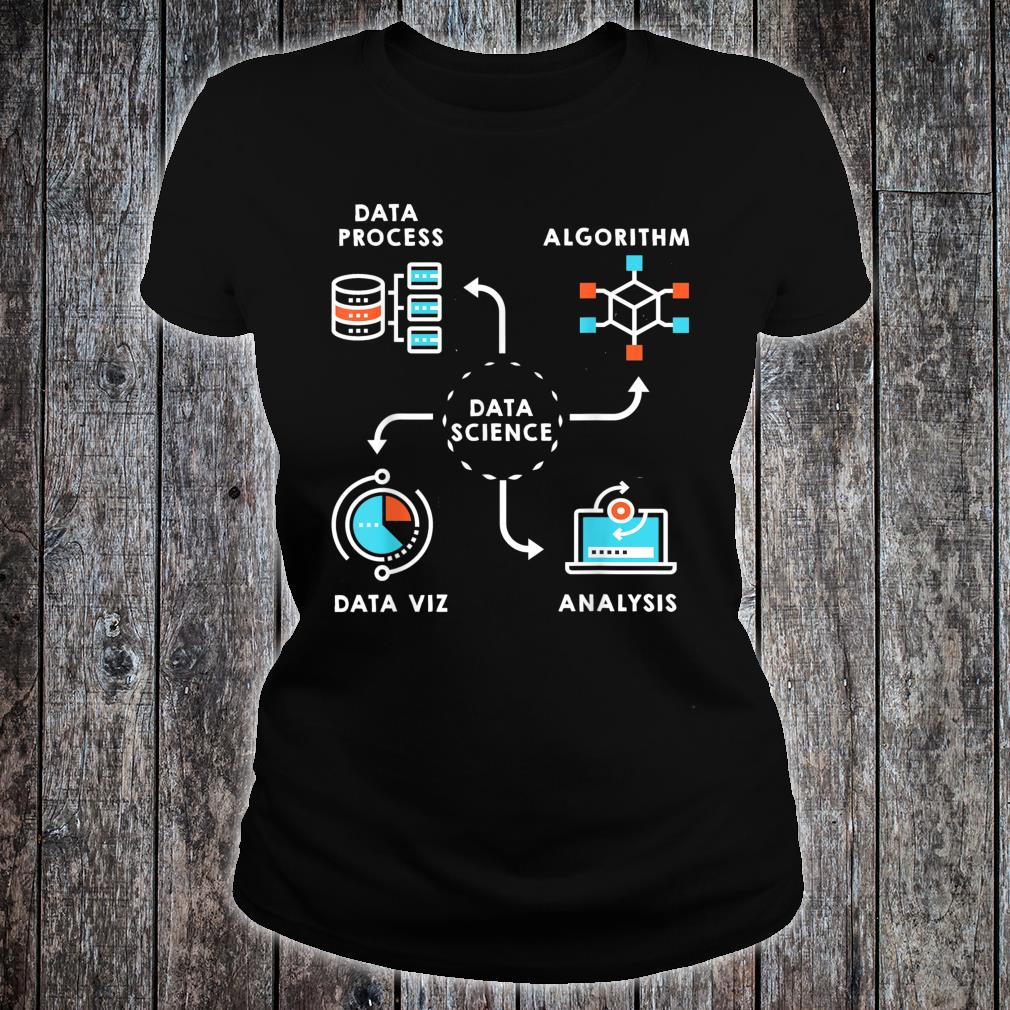 DATA
PROCESS
ALGORITHM
DATA
SCIENCE
DATA VIZ
ANALYSIS